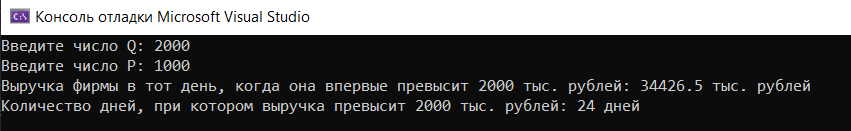 Консоль отладки Microsoft Visual Studio
Введите число Q: 2000
Введите число P: 1000
Выручка фирмы в тот день, когда она впервые превысит 2000 тыс. рублей: 34426.5 тыс. рублей
Количество дней, при котором выручка превысит 2000 тыс. рублей: 24 дней